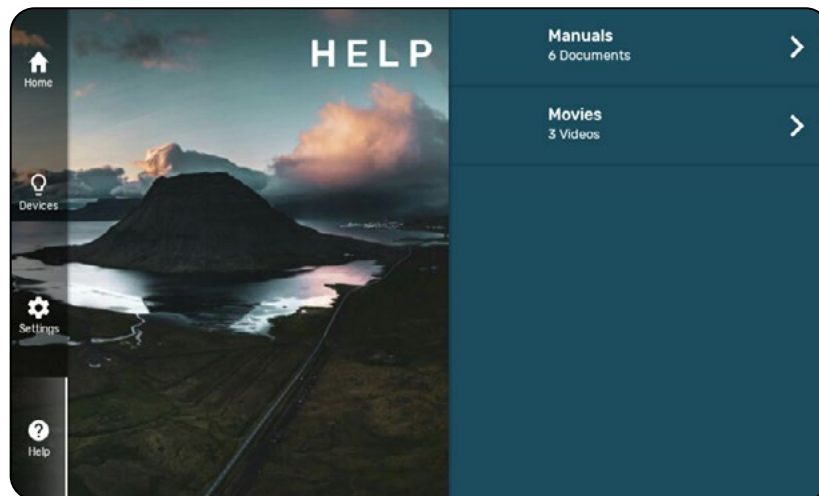 Home
Devices
Settings
Help
HELP
Manuals
6 Documents
Movies
3 Videos